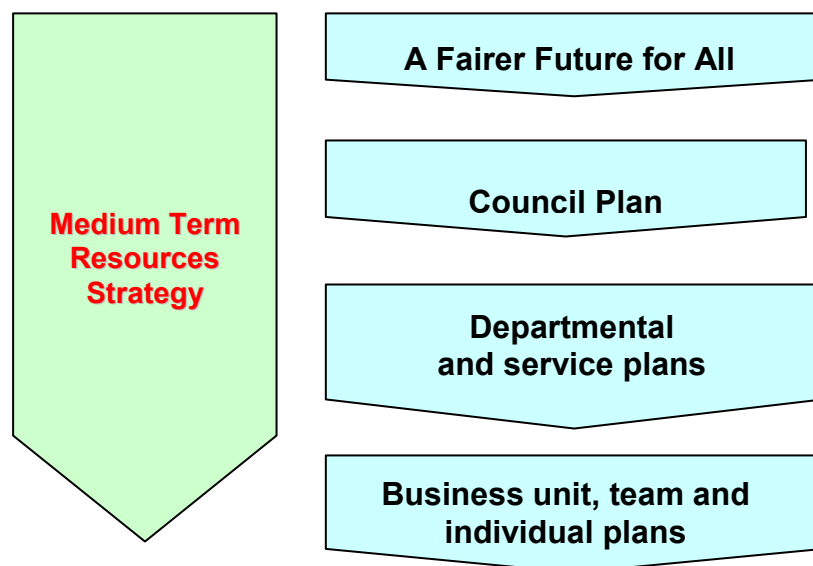 Medium Term
Resources
Strategy
A Fairer Future for All
Council Plan
Departmental
and service plans
Business unit, team and
individual plans